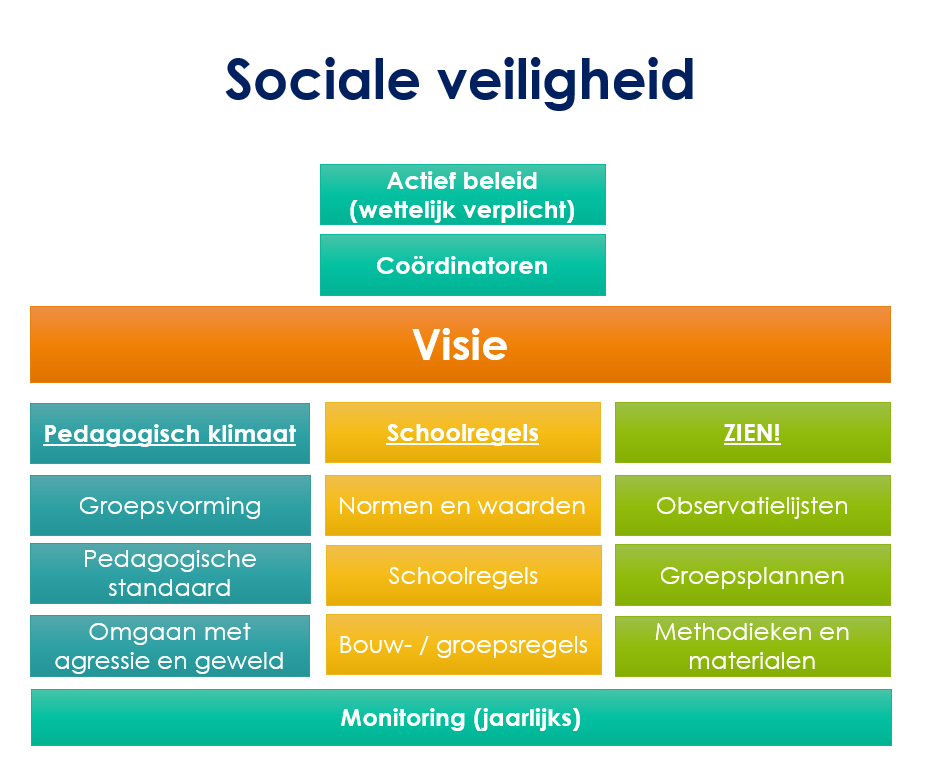 Sociale veiligheid
Actief beleid
(wettelijk verplicht)
Coördinatoren
Visie
Pedagogisch klimaat
Groepsvorming
Pedagogische
standaard
Omgaan met
agressie en geweld
Schoolregels
Normen en waarden
Schoolregels
Bouw- / groepsregels
ZIEN!
Observatielijsten
Groepsplannen
Methodieken en
materialen
Monitoring (jaarlijks)